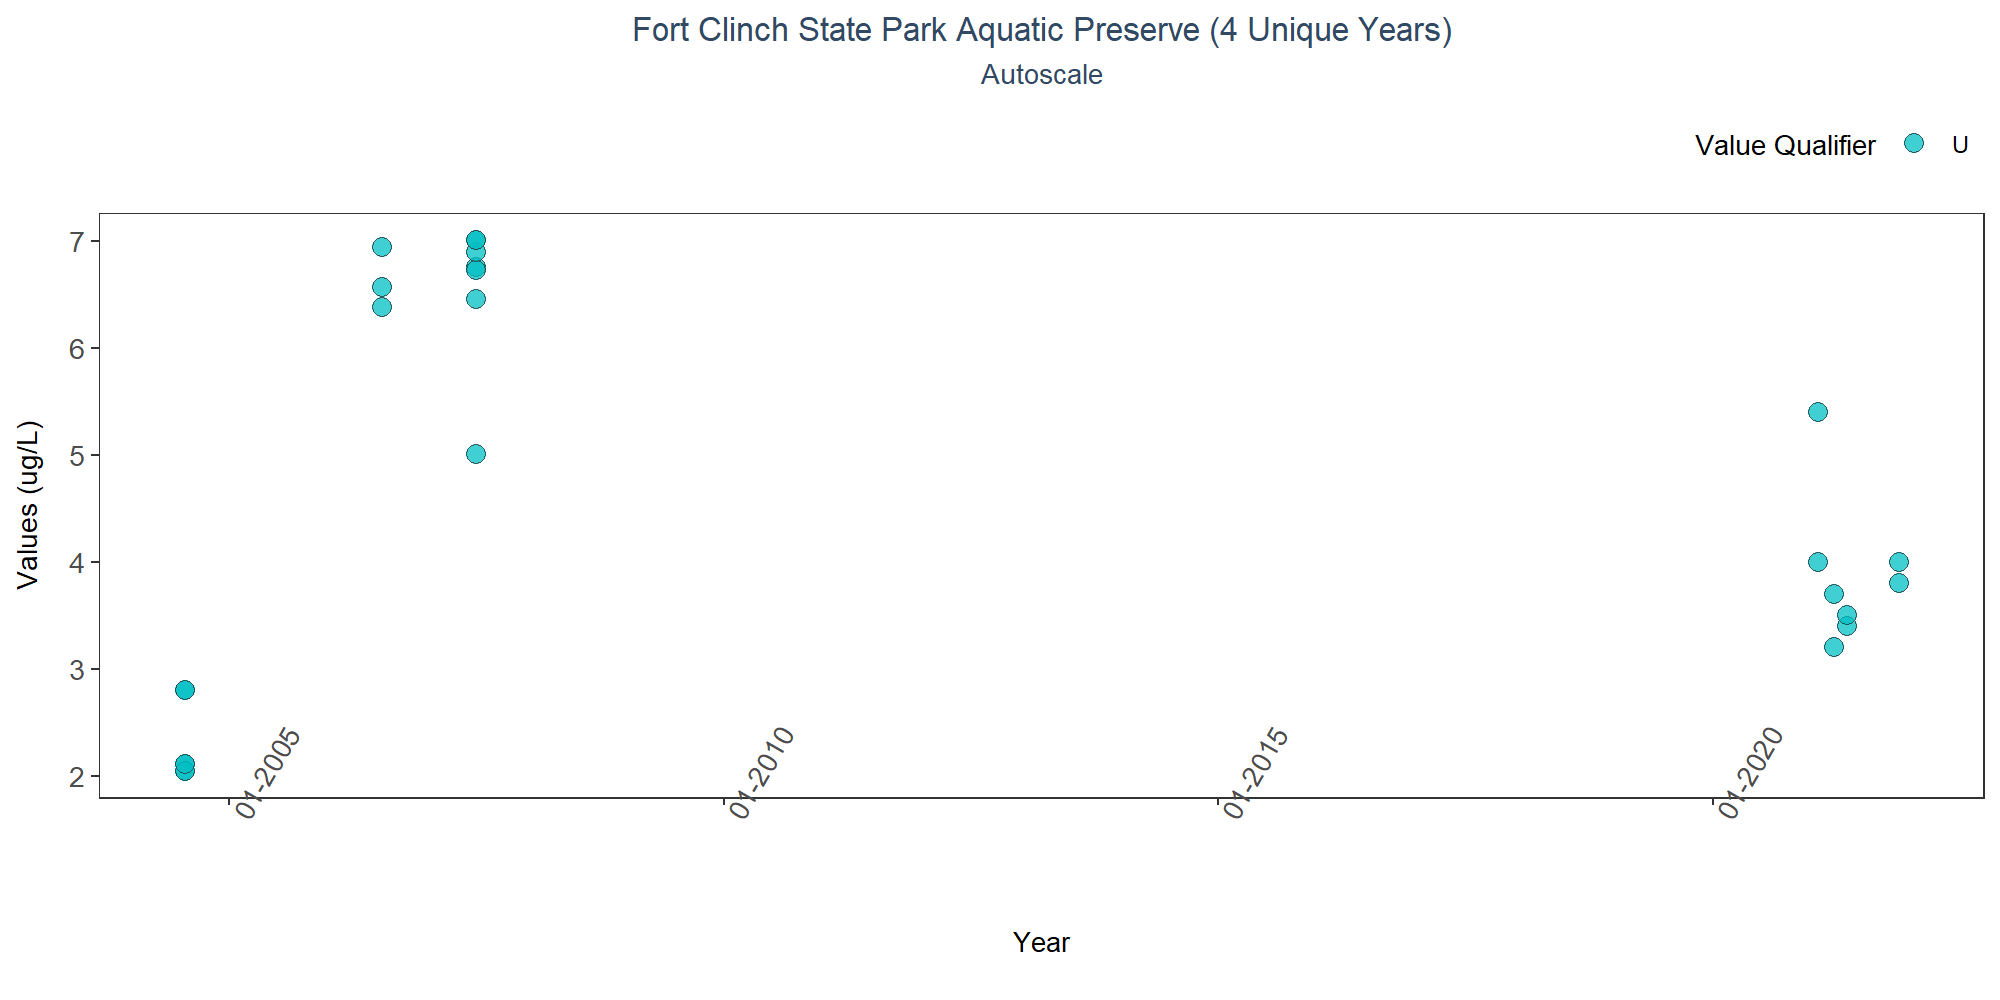 Fort Clinch State Park Aquatic Preserve (4 Unique Years)
Autoscale
Value Qualifier U
Values (ug/L)
7
6
5
4
3
2
01-2005
01-2010
01-2015
01-2020
Year